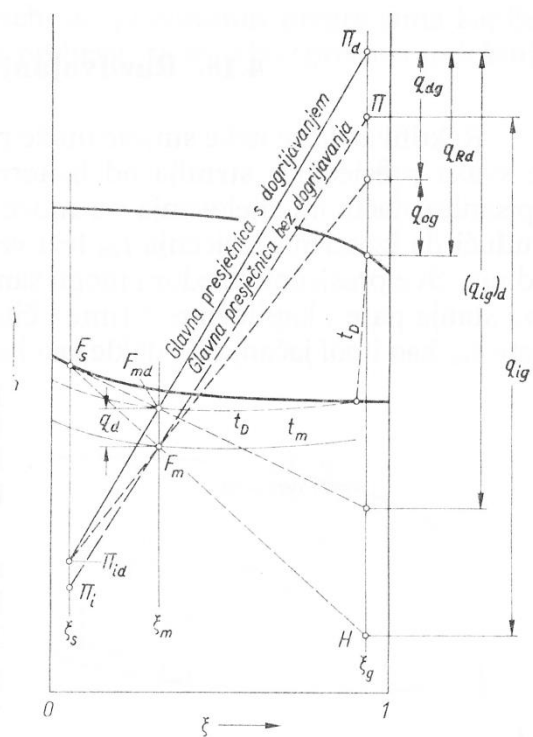 Π_d
q_dg
Π
q_Rd
q_og
Glavna presječnica s dogrijavanjem
Glavna presječnica bez dogrijavanja
(q_ig)_d
q_ig
t_D
F_s
F_md
q_d
t_D
t_m
F_m
Π_id
Π_i
H
ξ_s
ξ_m
ξ_g
0
1
ξ